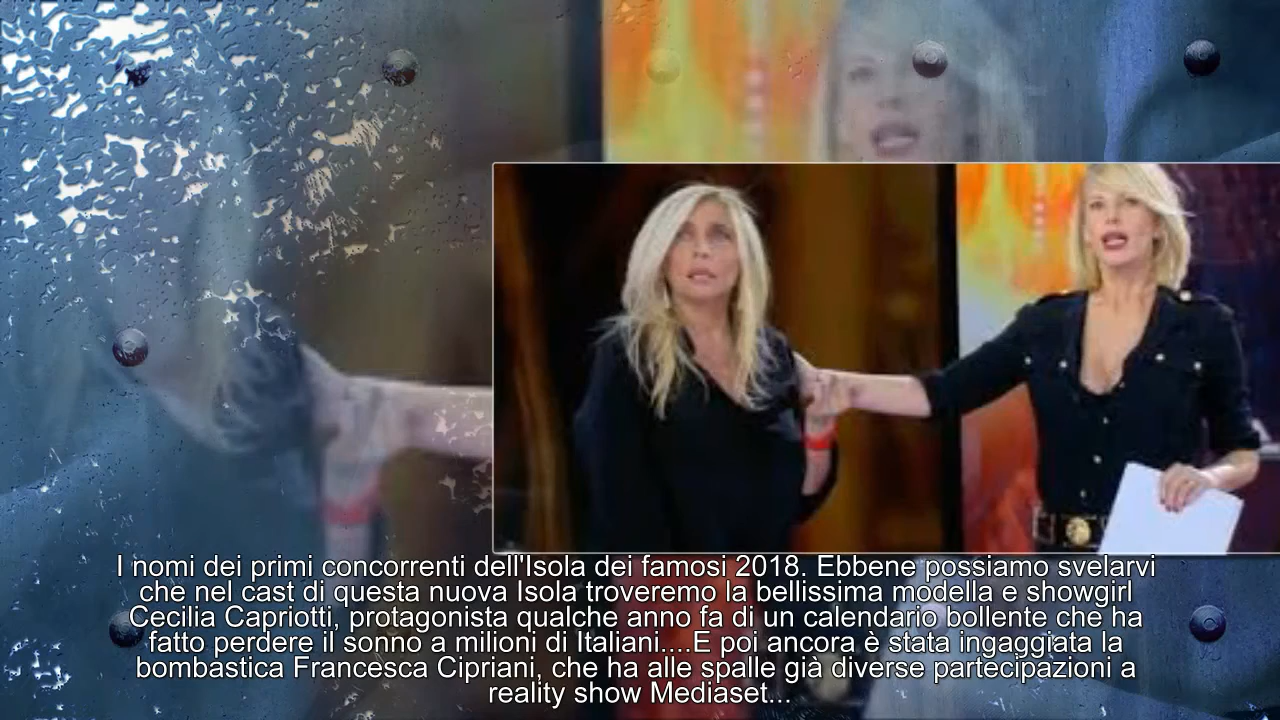 I nomi dei primi concorrenti dell'Isola dei famosi 2018. Ebbene possiamo svelarvi
che nel cast di questa nuova Isola troveremo la bellissima modella e showgirl
Cecilia Capriotti, protagonista qualche anno fa di un calendario bollente che ha
fatto perdere il sonno a milioni di Italiani....E poi ancora è stata ingaggiata la
bombastica Francesca Cipriani, che ha alle spalle già diverse partecipazioni a
reality show Mediaset...